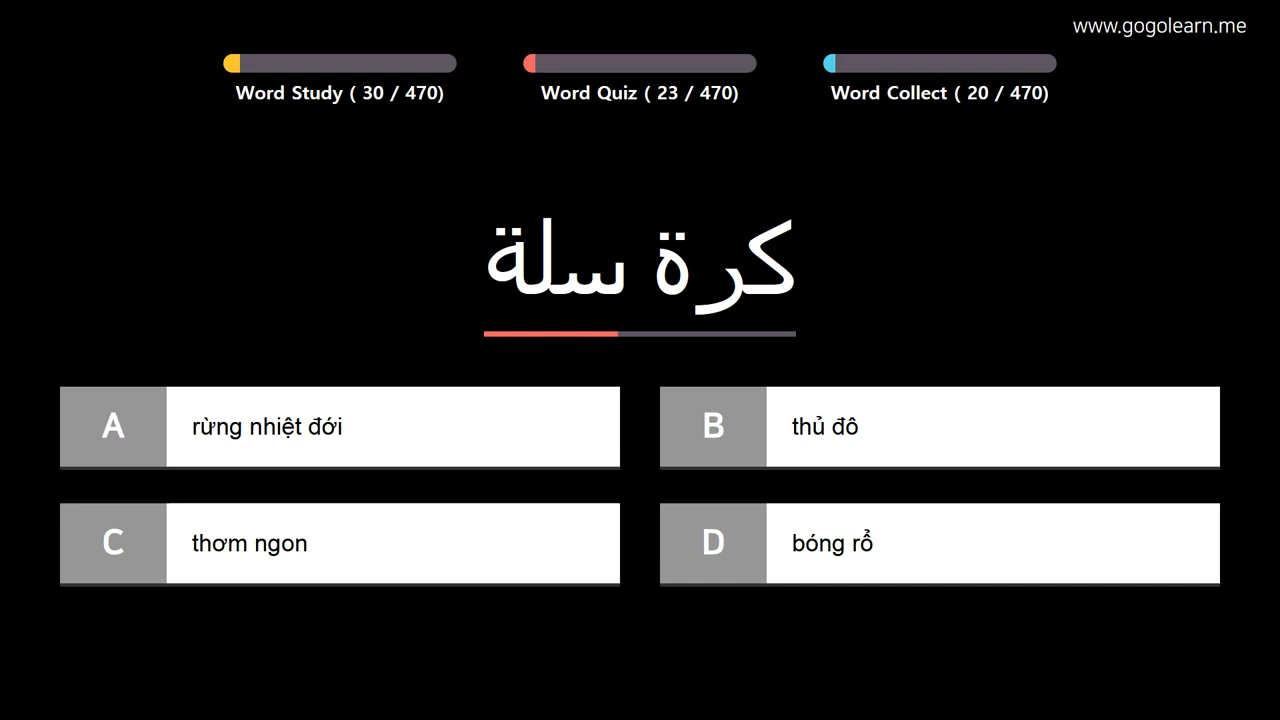 www.gogolearn.me
Word Study ( 30 / 470)
Word Quiz ( 23 / 470)
Word Collect ( 20 / 470)
كرة سلة
A
rừng nhiệt đới
B
thủ đô
C
thơm ngon
D
bóng rổ